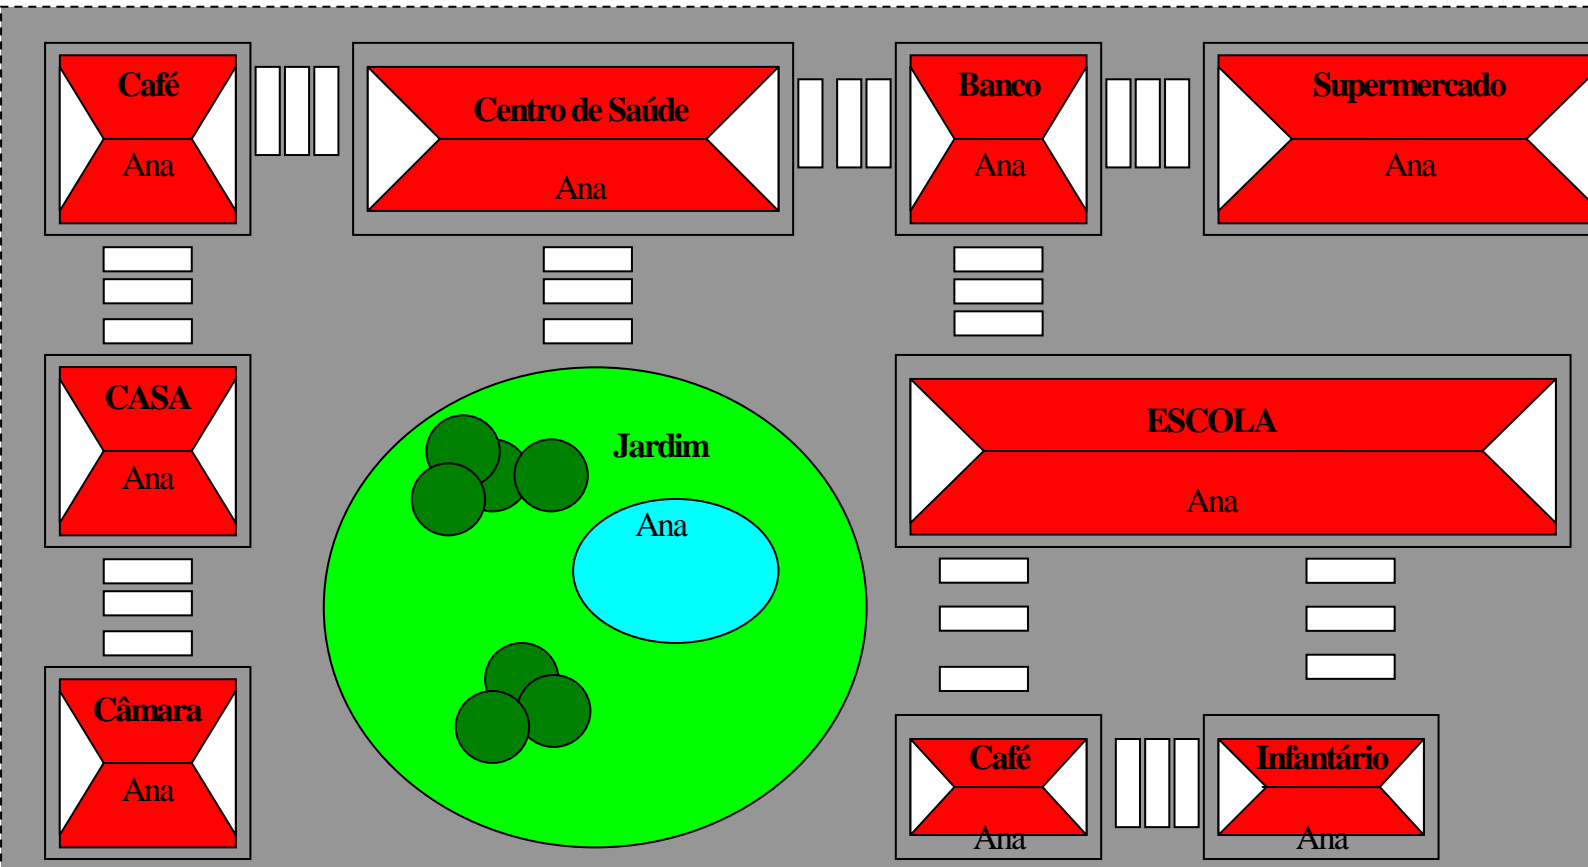 Café
Ana
Centro de Saúde
Ana
Banco
Ana
Supermercado
Ana
CASA
Ana
Jardim
Ana
ESCOLA
Ana
Câmara
Ana
Café
Ana
Infantário
Ana